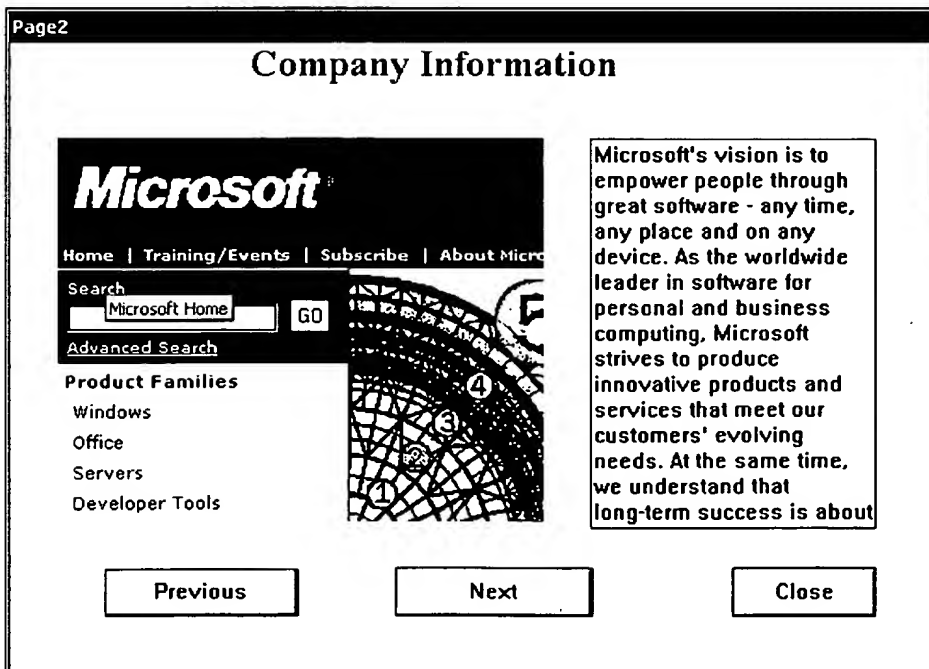 Page2
Company Information
Microsoft
Home | Training/Events | Subscribe | About Micro
Search
Microsoft Home
GO
Advanced Search
Product Families
Windows
Office
Servers
Developer Tools
4
3
2
1
Microsoft's vision is to
empower people through
great software - any time,
any place and on any
device. As the worldwide
leader in software for
personal and business
computing, Microsoft
strives to produce
innovative products and
services that meet our
customers' evolving
needs. At the same time,
we understand that
long-term success is about
Previous
Next
Close